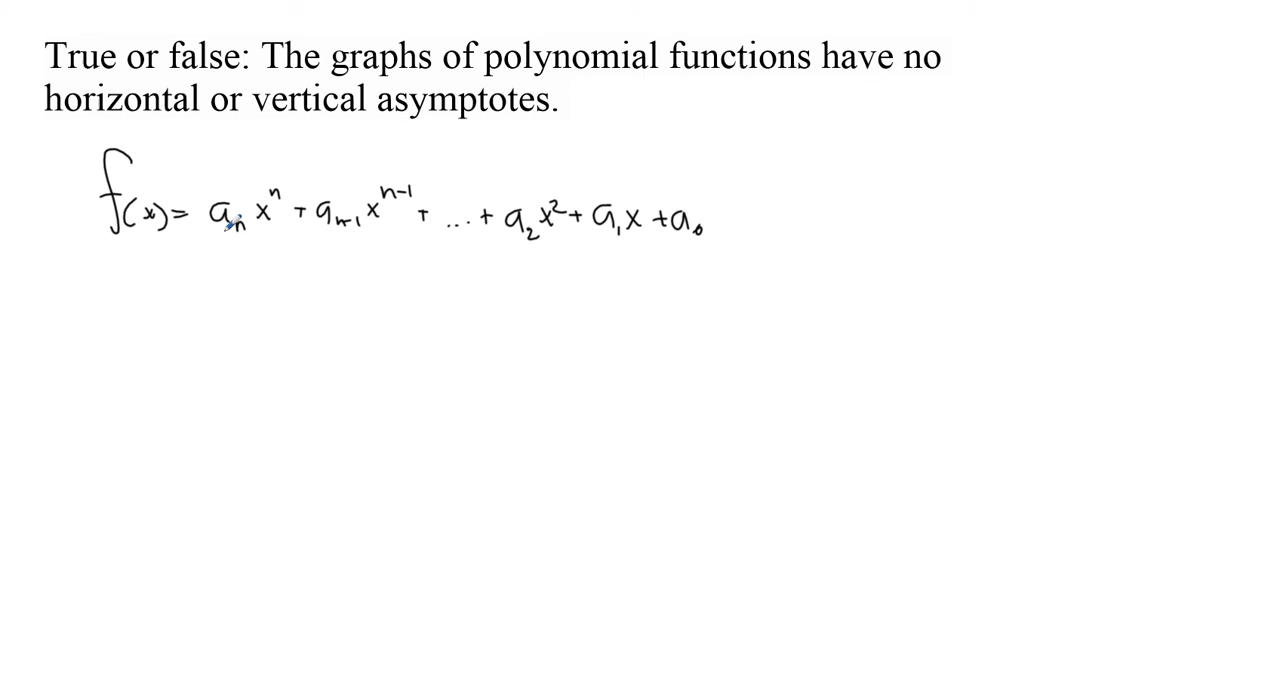 True or false: The graphs of polynomial functions have no
horizontal or vertical asymptotes.
f(x) = aₙxⁿ + aₙ₋₁xⁿ⁻¹ + ... + a₂x² + a₁x + a₀